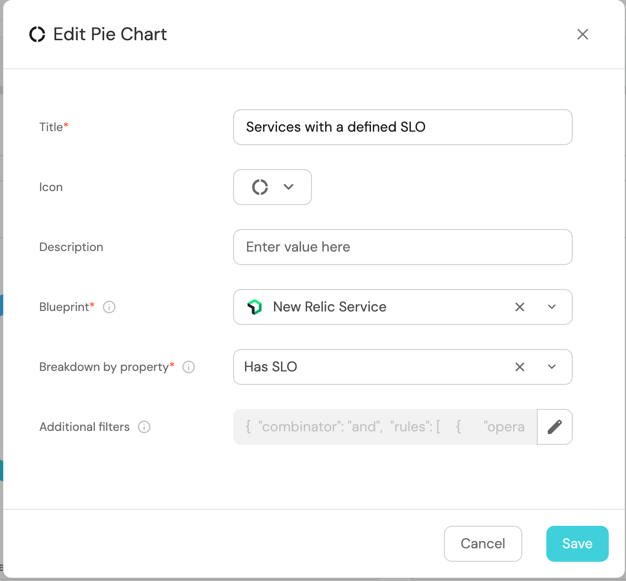 Edit Pie Chart
Title* Services with a defined SLO
Icon
Description Enter value here
Blueprint* New Relic Service
Breakdown by property* Has SLO
Additional filters { "combinator": "and", "rules": [ { "opera
Cancel Save